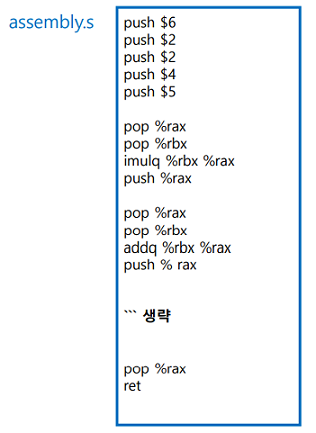 assembly.s
push $6
push $2
push $2
push $4
push $5
pop %rax
pop %rbx
imulq %rbx %rax
push %rax
pop %rax
pop %rbx
addq %rbx %rax
push % rax
``` 생략
pop %rax
ret